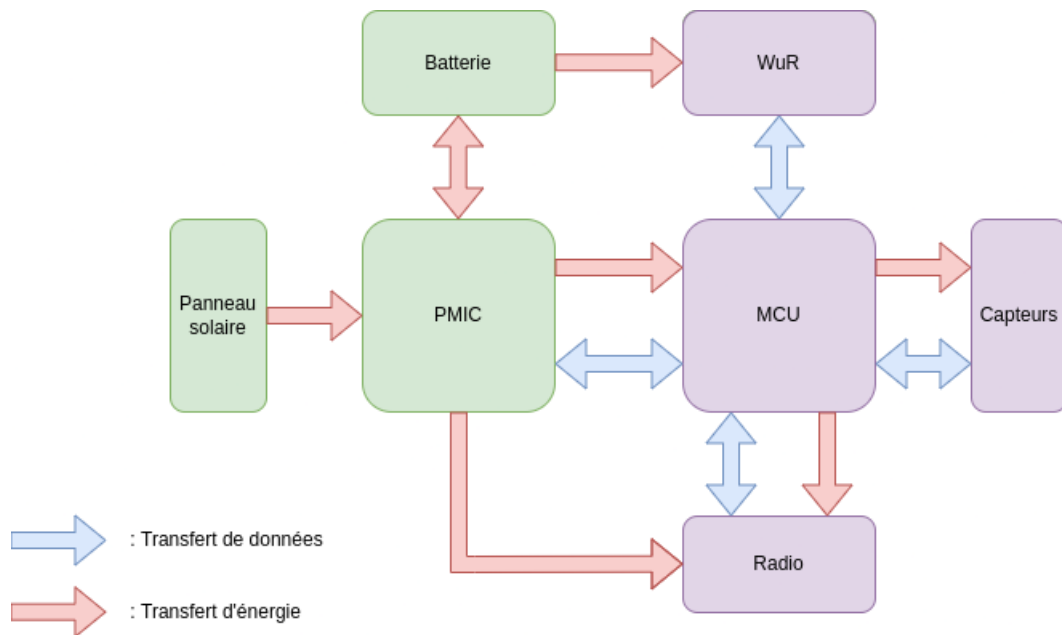 Batterie
WuR
Panneau
solaire
PMIC
MCU
Capteurs
Radio
: Transfert de données
: Transfert d'énergie